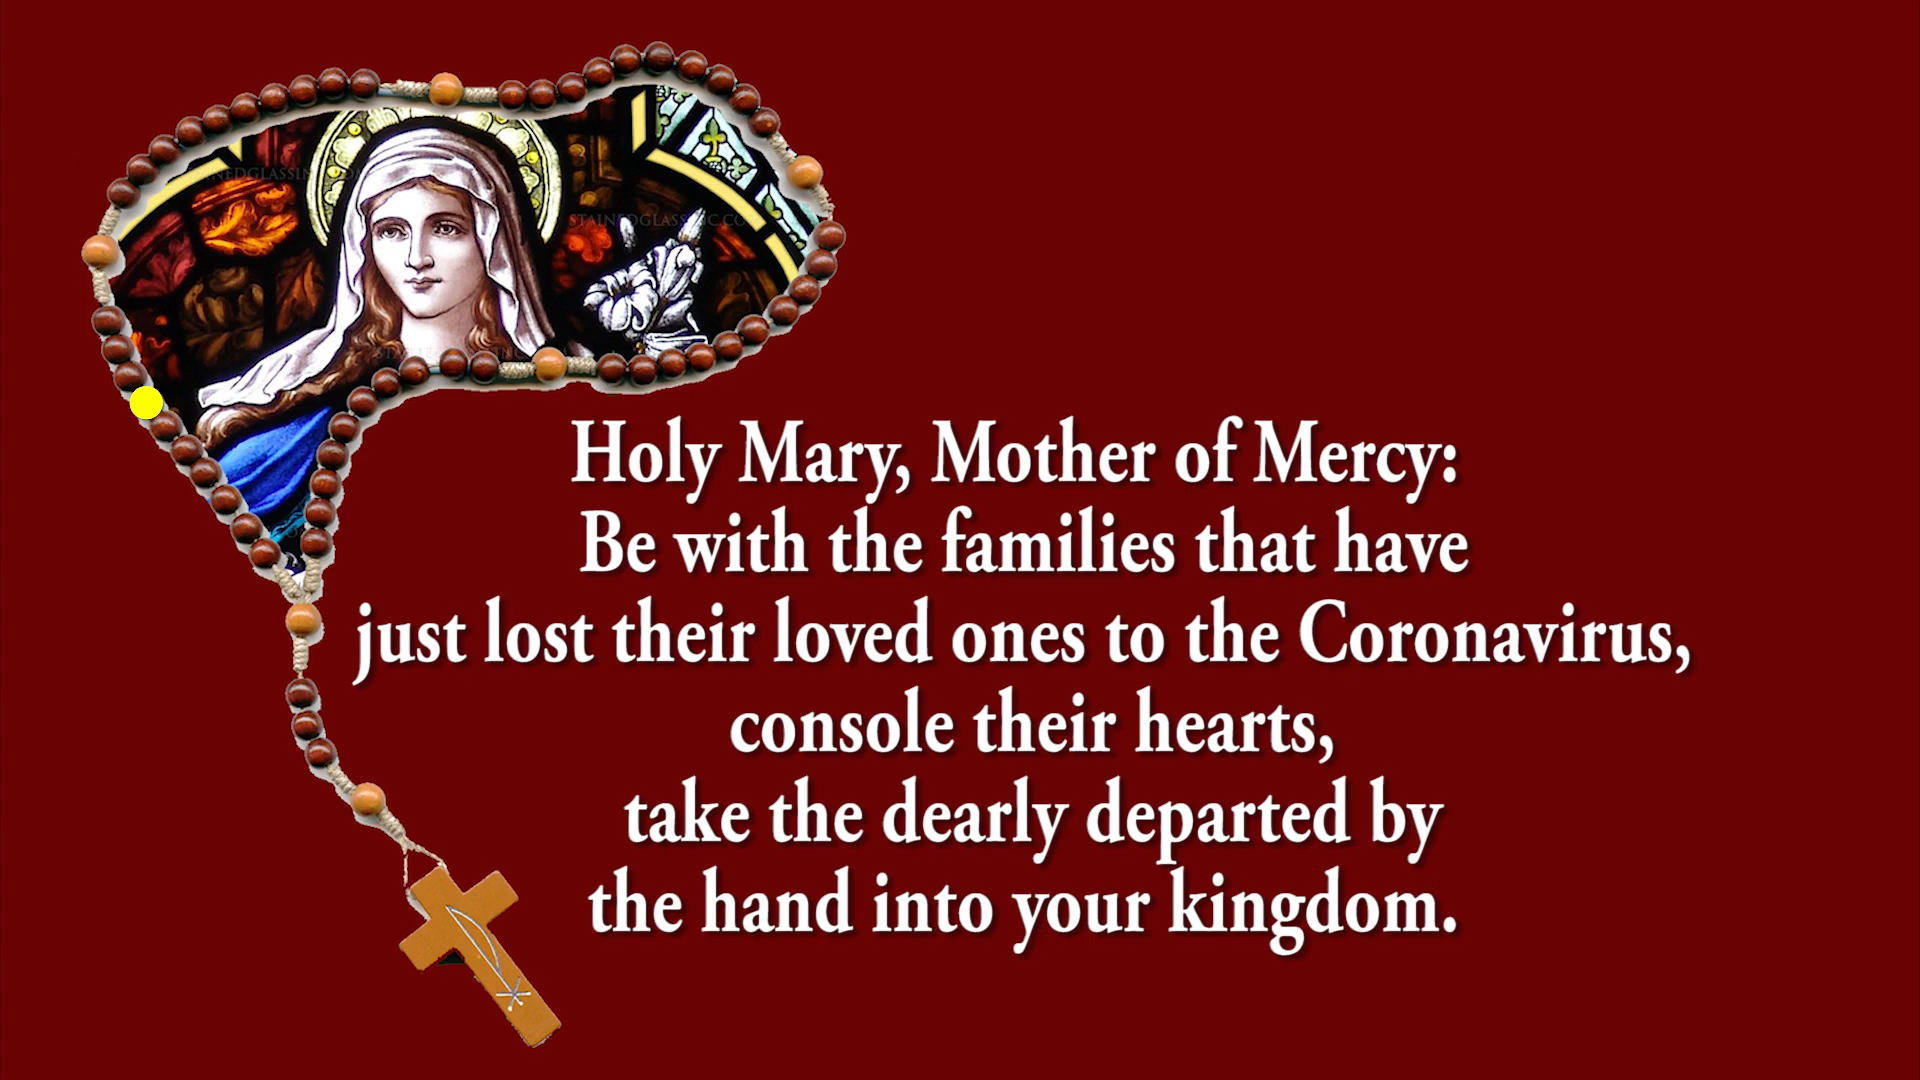 Holy Mary, Mother of Mercy:
Be with the families that have
just lost their loved ones to the Coronavirus,
console their hearts,
take the dearly departed by
the hand into your kingdom.